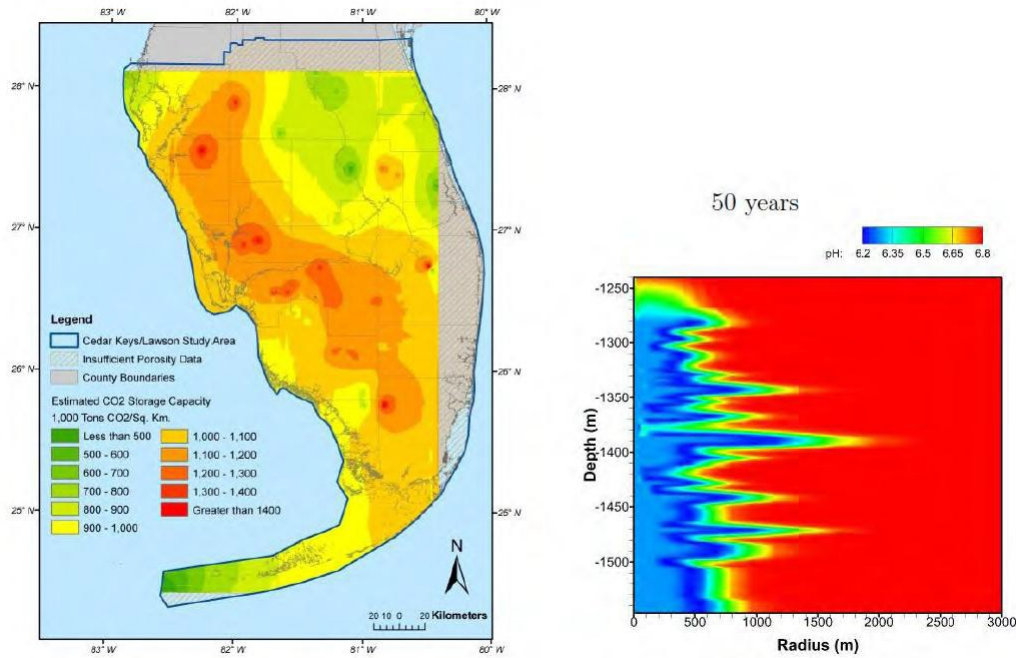 83° W
82° W
81° W
80° W
28° N
28° N
27° N
27° N
26° N
26° N
25° N
25° N
Legend
Cedar Keys/Lawson Study Area
Insufficient Porosity Data
County Boundaries
Estimated CO2 Storage Capacity
1,000 Tons CO2/Sq. Km.
Less than 500
500 - 600
600 - 700
700 - 800
800 - 900
900 - 1,000
1,000 - 1,100
1,100 - 1,200
1,200 - 1,300
1,300 - 1,400
Greater than 1400
N
20 10 0 20 Kilometers
83° W
82° W
81° W
80° W
50 years
pH: 6.2 6.35 6.5 6.65 6.8
Depth (m)
-1250
-1300
-1350
-1400
-1450
-1500
0 500 1000 1500 2000 2500 3000
Radius (m)